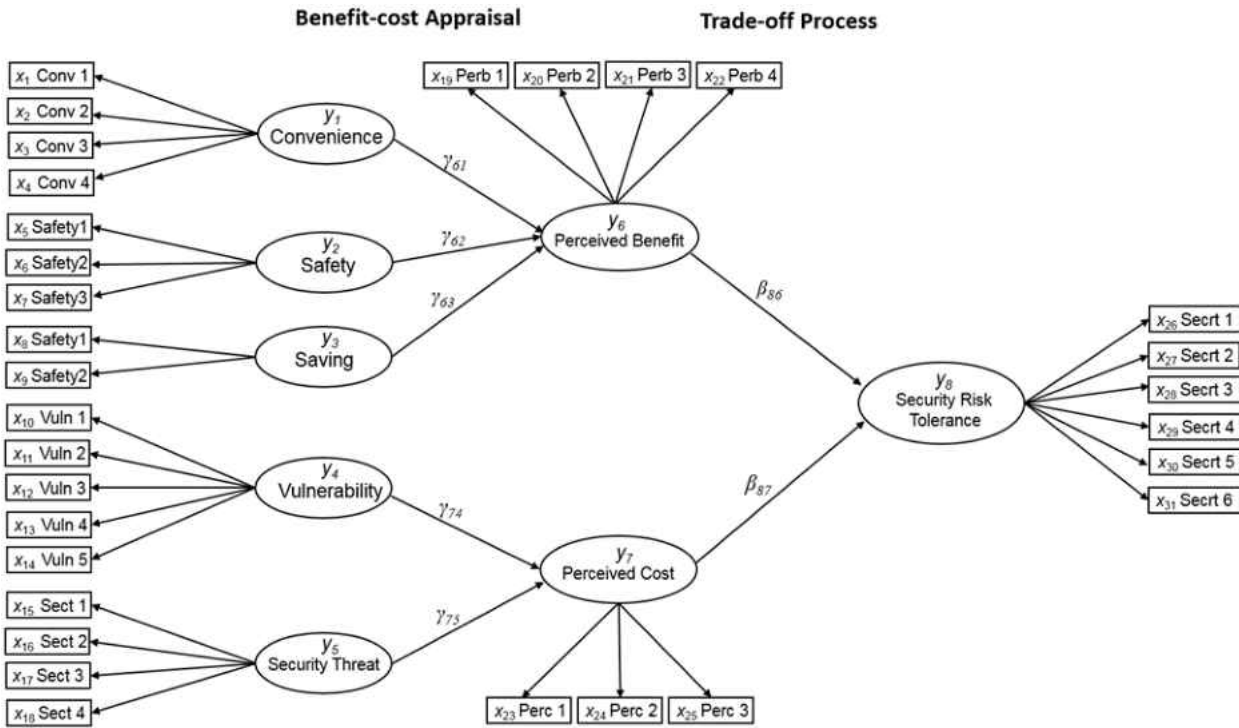 Benefit-cost Appraisal
Trade-off Process
x₁ Conv 1
x₂ Conv 2
x₃ Conv 3
x₄ Conv 4
x₅ Safety1
x₆ Safety2
x₇ Safety3
x₈ Safety1
x₉ Safety2
x₁₀ Vuln 1
x₁₁ Vuln 2
x₁₂ Vuln 3
x₁₃ Vuln 4
x₁₄ Vuln 5
x₁₅ Sect 1
x₁₆ Sect 2
x₁₇ Sect 3
x₁₈ Sect 4
y₁
Convenience
y₂
Safety
y₃
Saving
y₄
Vulnerability
y₅
Security Threat
γ₆₁
γ₆₂
γ₆₃
γ₇₄
γ₇₅
x₁₉ Perb 1
x₂₀ Perb 2
x₂₁ Perb 3
x₂₂ Perb 4
y₆
Perceived Benefit
y₇
Perceived Cost
x₂₃ Perc 1
x₂₄ Perc 2
x₂₅ Perc 3
β₈₆
β₈₇
y₈
Security Risk
Tolerance
x₂₆ Secrt 1
x₂₇ Secrt 2
x₂₈ Secrt 3
x₂₉ Secrt 4
x₃₀ Secrt 5
x₃₁ Secrt 6